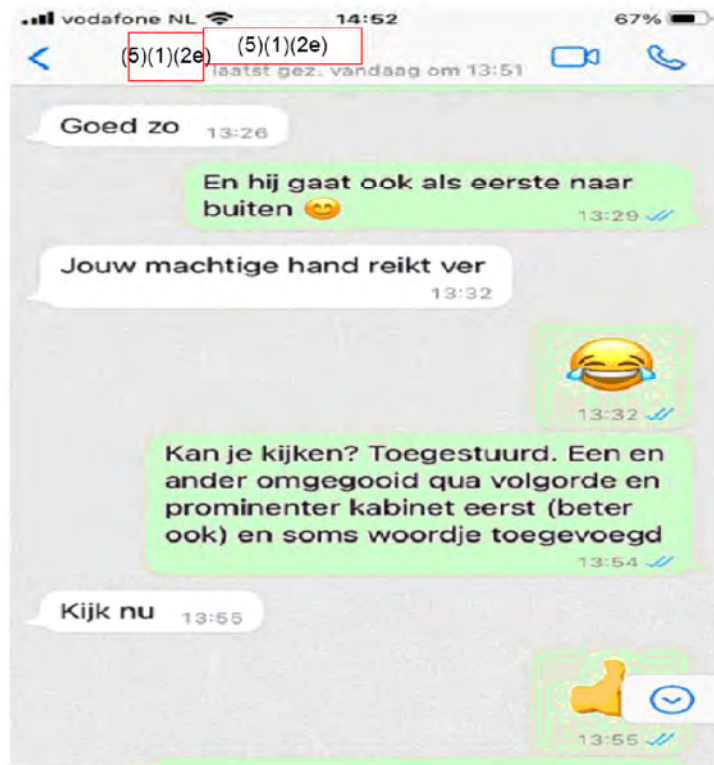 vodafone NL 14:52 67%
(5)(1)(2e) (5)(1)(2e)
laatst gez. vandaag om 13:51
Goed zo 13:26
En hij gaat ook als eerste naar
buiten 😊 13:29
Jouw machtige hand reikt ver
13:32
😂
13:32
Kan je kijken? Toegestuurd. Een en
ander omgegooid qua volgorde en
prominenter kabinet eerst (beter
ook) en soms woordje toegevoegd
13:54
Kijk nu 13:55
👍
13:55